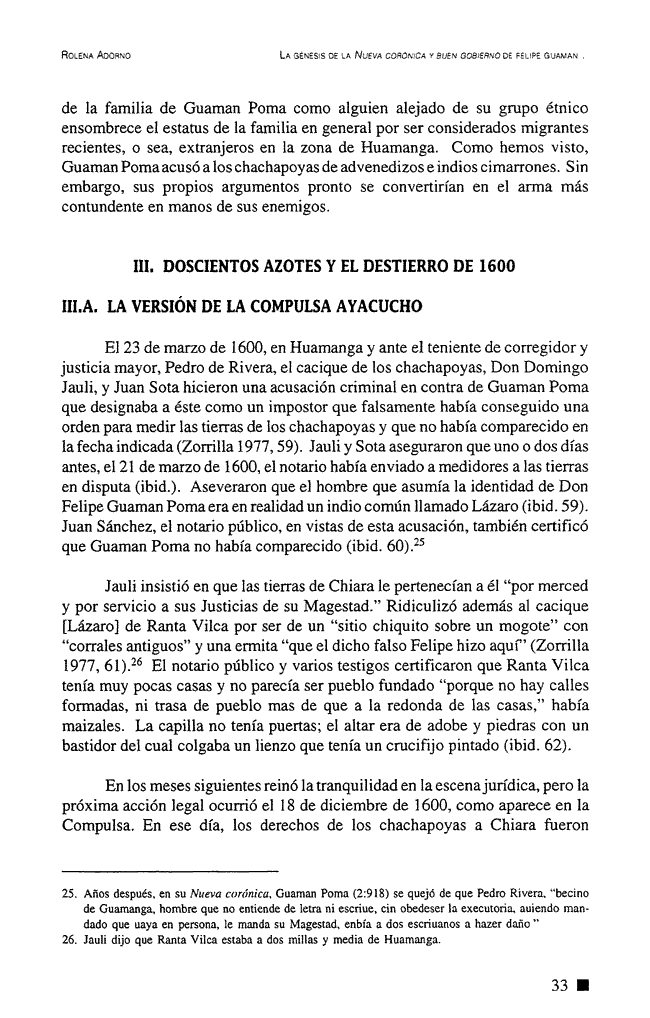 ROLENA ADORNO LA GÉNESIS DE LA NUEVA CORÓNICA Y BUEN GOBIERNO DE FELIPE GUAMAN .
de la familia de Guaman Poma como alguien alejado de su grupo étnico
ensombrece el estatus de la familia en general por ser considerados migrantes
recientes, o sea, extranjeros en la zona de Huamanga. Como hemos visto,
Guaman Poma acusó a los chachapoyas de advenedizos e indios cimarrones. Sin
embargo, sus propios argumentos pronto se convertirían en el arma más
contundente en manos de sus enemigos.
III. DOSCIENTOS AZOTES Y EL DESTIERRO DE 1600
III.A. LA VERSIÓN DE LA COMPULSA AYACUCHO
El 23 de marzo de 1600, en Huamanga y ante el teniente de corregidor y
justicia mayor, Pedro de Rivera, el cacique de los chachapoyas, Don Domingo
Jauli, y Juan Sota hicieron una acusación criminal en contra de Guaman Poma
que designaba a éste como un impostor que falsamente había conseguido una
orden para medir las tierras de los chachapoyas y que no había comparecido en
la fecha indicada (Zorrilla 1977, 59). Jauli y Sota aseguraron que uno o dos días
antes, el 21 de marzo de 1600, el notario había enviado a medidores a las tierras
en disputa (ibid.). Aseveraron que el hombre que asumía la identidad de Don
Felipe Guaman Poma era en realidad un indio común llamado Lázaro (ibid. 59).
Juan Sánchez, el notario público, en vistas de esta acusación, también certificó
que Guaman Poma no había comparecido (ibid. 60).25
Jauli insistió en que las tierras de Chiara le pertenecían a él “por merced
y por servicio a sus Justicias de su Magestad.” Ridiculizó además al cacique
[Lázaro] de Ranta Vilca por ser de un “sitio chiquito sobre un mogote” con
“corrales antiguos” y una ermita “que el dicho falso Felipe hizo aquí” (Zorrilla
1977, 61).26 El notario público y varios testigos certificaron que Ranta Vilca
tenía muy pocas casas y no parecía ser pueblo fundado “porque no hay calles
formadas, ni trasa de pueblo mas de que a la redonda de las casas,” había
maizales. La capilla no tenía puertas; el altar era de adobe y piedras con un
bastidor del cual colgaba un lienzo que tenía un crucifijo pintado (ibid. 62).
En los meses siguientes reinó la tranquilidad en la escena jurídica, pero la
próxima acción legal ocurrió el 18 de diciembre de 1600, como aparece en la
Compulsa. En ese día, los derechos de los chachapoyas a Chiara fueron
25. Años después, en su Nueva corónica, Guaman Poma (2:918) se quejó de que Pedro Rivera, “becino
de Guamanga, hombre que no entiende de letra ni escriue, cin obedeser la executoria, auiendo man-
dado que uaya en persona, le manda su Magestad, enbía a dos escriuanos a hazer daño ”
26. Jauli dijo que Ranta Vilca estaba a dos millas y media de Huamanga.
33 ■